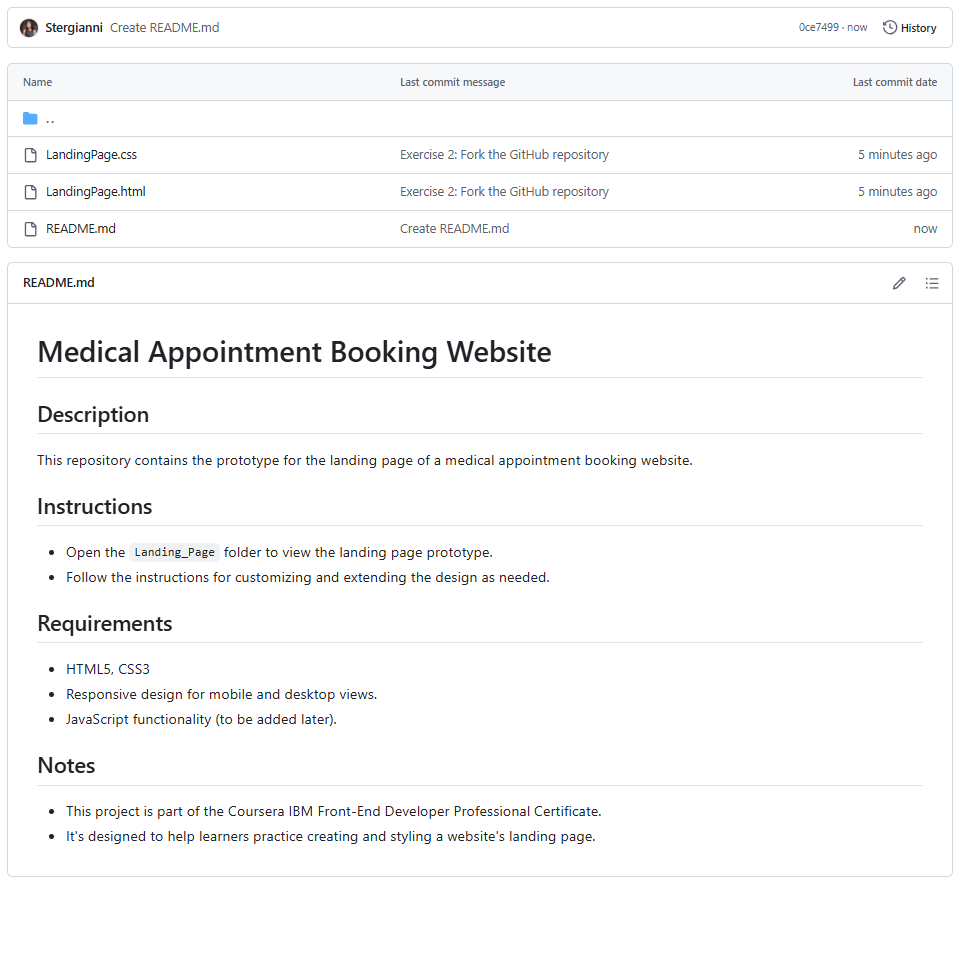 Stergianni Create README.md 0ce7499 · now History
Name Last commit message Last commit date
..
LandingPage.css Exercise 2: Fork the GitHub repository 5 minutes ago
LandingPage.html Exercise 2: Fork the GitHub repository 5 minutes ago
README.md Create README.md now
README.md
Medical Appointment Booking Website
Description
This repository contains the prototype for the landing page of a medical appointment booking website.
Instructions
• Open the Landing_Page folder to view the landing page prototype.
• Follow the instructions for customizing and extending the design as needed.
Requirements
• HTML5, CSS3
• Responsive design for mobile and desktop views.
• JavaScript functionality (to be added later).
Notes
• This project is part of the Coursera IBM Front-End Developer Professional Certificate.
• It's designed to help learners practice creating and styling a website's landing page.